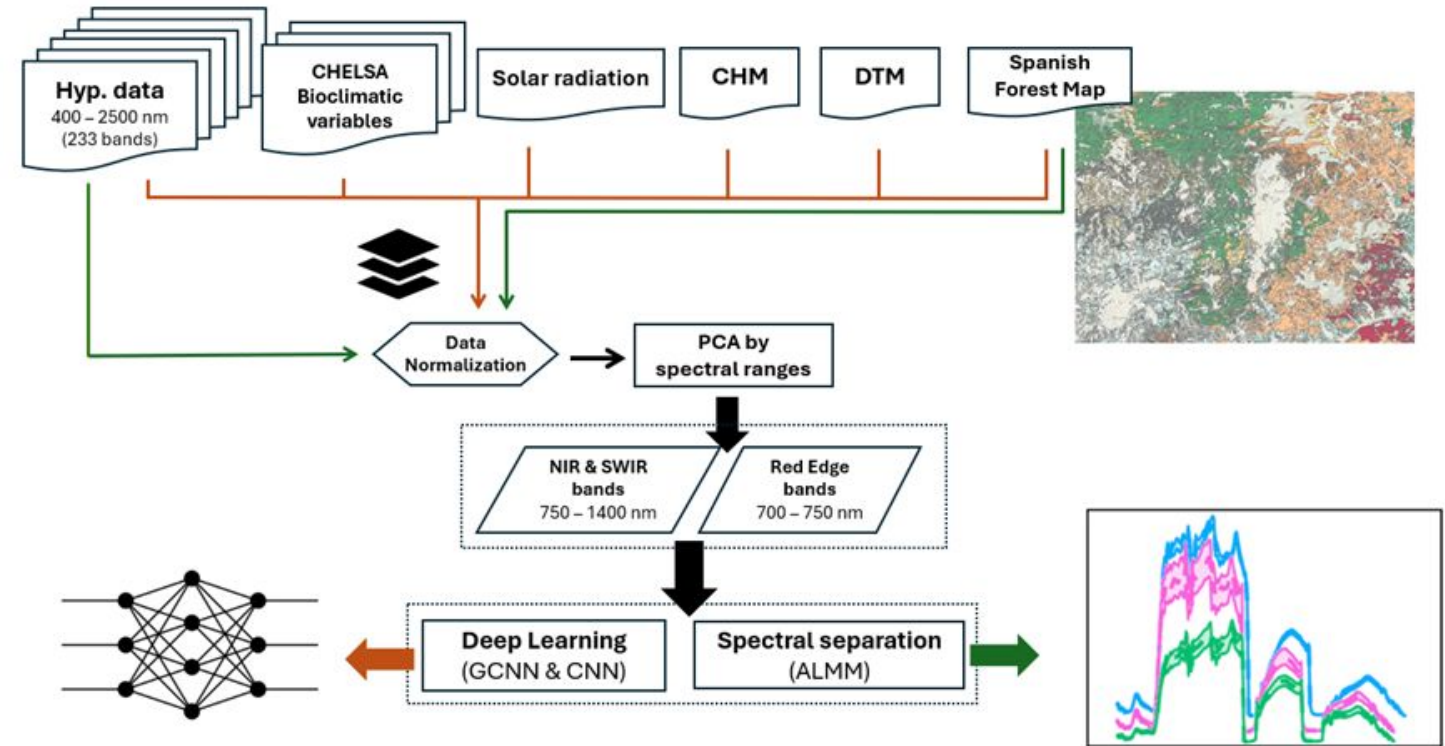 Hyp. data
400 – 2500 nm
(233 bands)
CHELSA
Bioclimatic
variables
Solar radiation
CHM
DTM
Spanish
Forest Map
Data
Normalization
PCA by
spectral ranges
NIR & SWIR
bands
750 – 1400 nm
Red Edge
bands
700 – 750 nm
Deep Learning
(GCNN & CNN)
Spectral separation
(ALMM)